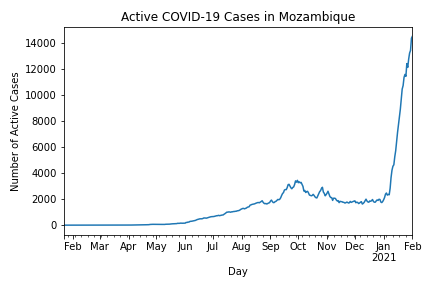 Active COVID-19 Cases in Mozambique
Number of Active Cases
14000
12000
10000
8000
6000
4000
2000
0
Feb Mar Apr May Jun Jul Aug Sep Oct Nov Dec Jan Feb
2021
Day